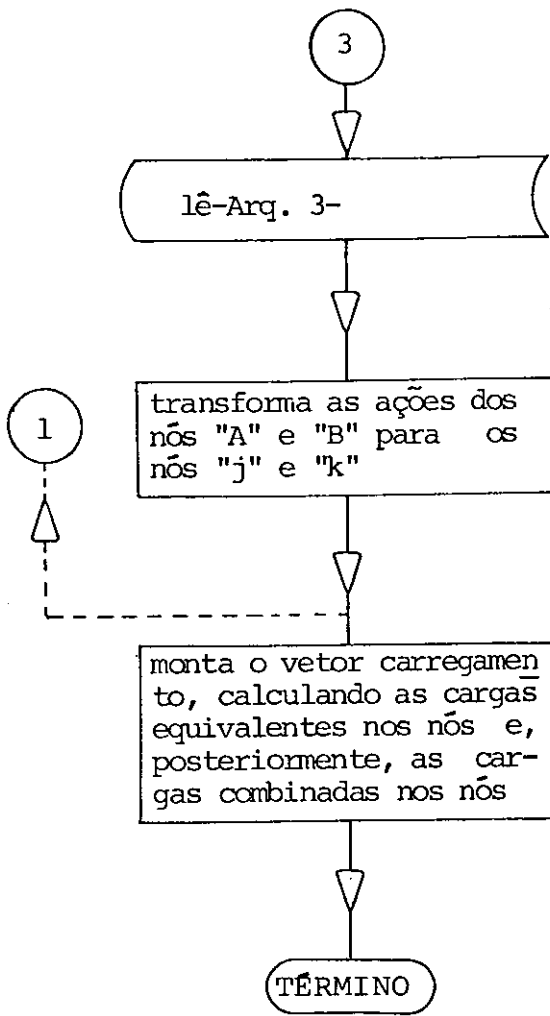 3
lê-Arq. 3-
transforma as ações dos
nós "A" e "B" para os
nós "j" e "k"
1
monta o vetor carregamen
to, calculando as cargas
equivalentes nos nós e,
posteriormente, as car-
gas combinadas nos nós
TÉRMINO